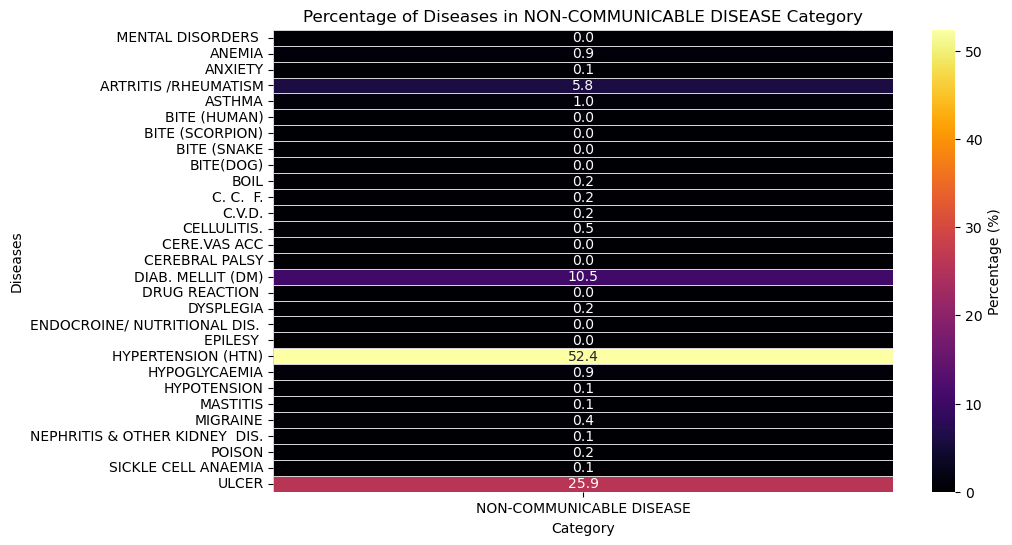 Percentage of Diseases in NON-COMMUNICABLE DISEASE Category
MENTAL DISORDERS 0.0
ANEMIA 0.9
ANXIETY 0.1
ARTRITIS /RHEUMATISM 5.8
ASTHMA 1.0
BITE (HUMAN) 0.0
BITE (SCORPION) 0.0
BITE (SNAKE 0.0
BITE(DOG) 0.0
BOIL 0.2
C. C.  F. 0.2
C.V.D. 0.2
CELLULITIS. 0.5
CERE.VAS ACC 0.0
CEREBRAL PALSY 0.0
DIAB. MELLIT (DM) 10.5
DRUG REACTION 0.0
DYSPLEGIA 0.2
ENDOCROINE/ NUTRITIONAL DIS. 0.0
EPILESY 0.0
HYPERTENSION (HTN) 52.4
HYPOGLYCAEMIA 0.9
HYPOTENSION 0.1
MASTITIS 0.1
MIGRAINE 0.4
NEPHRITIS & OTHER KIDNEY  DIS. 0.1
POISON 0.2
SICKLE CELL ANAEMIA 0.1
ULCER 25.9
Diseases
NON-COMMUNICABLE DISEASE
Category
50
40
30
20
10
0
Percentage (%)